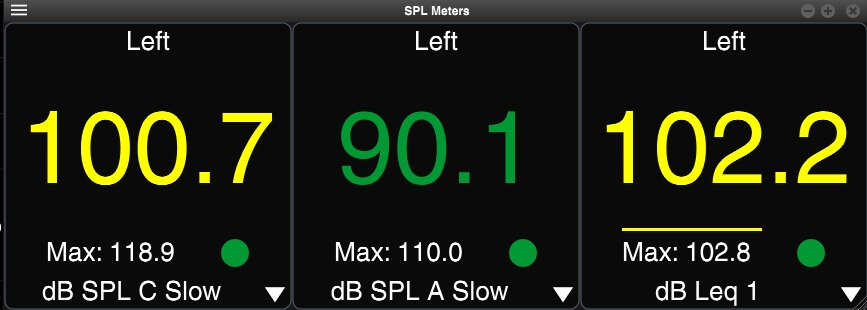 SPL Meters
Left
100.7
Max: 118.9
dB SPL C Slow
Left
90.1
Max: 110.0
dB SPL A Slow
Left
102.2
Max: 102.8
dB Leq 1